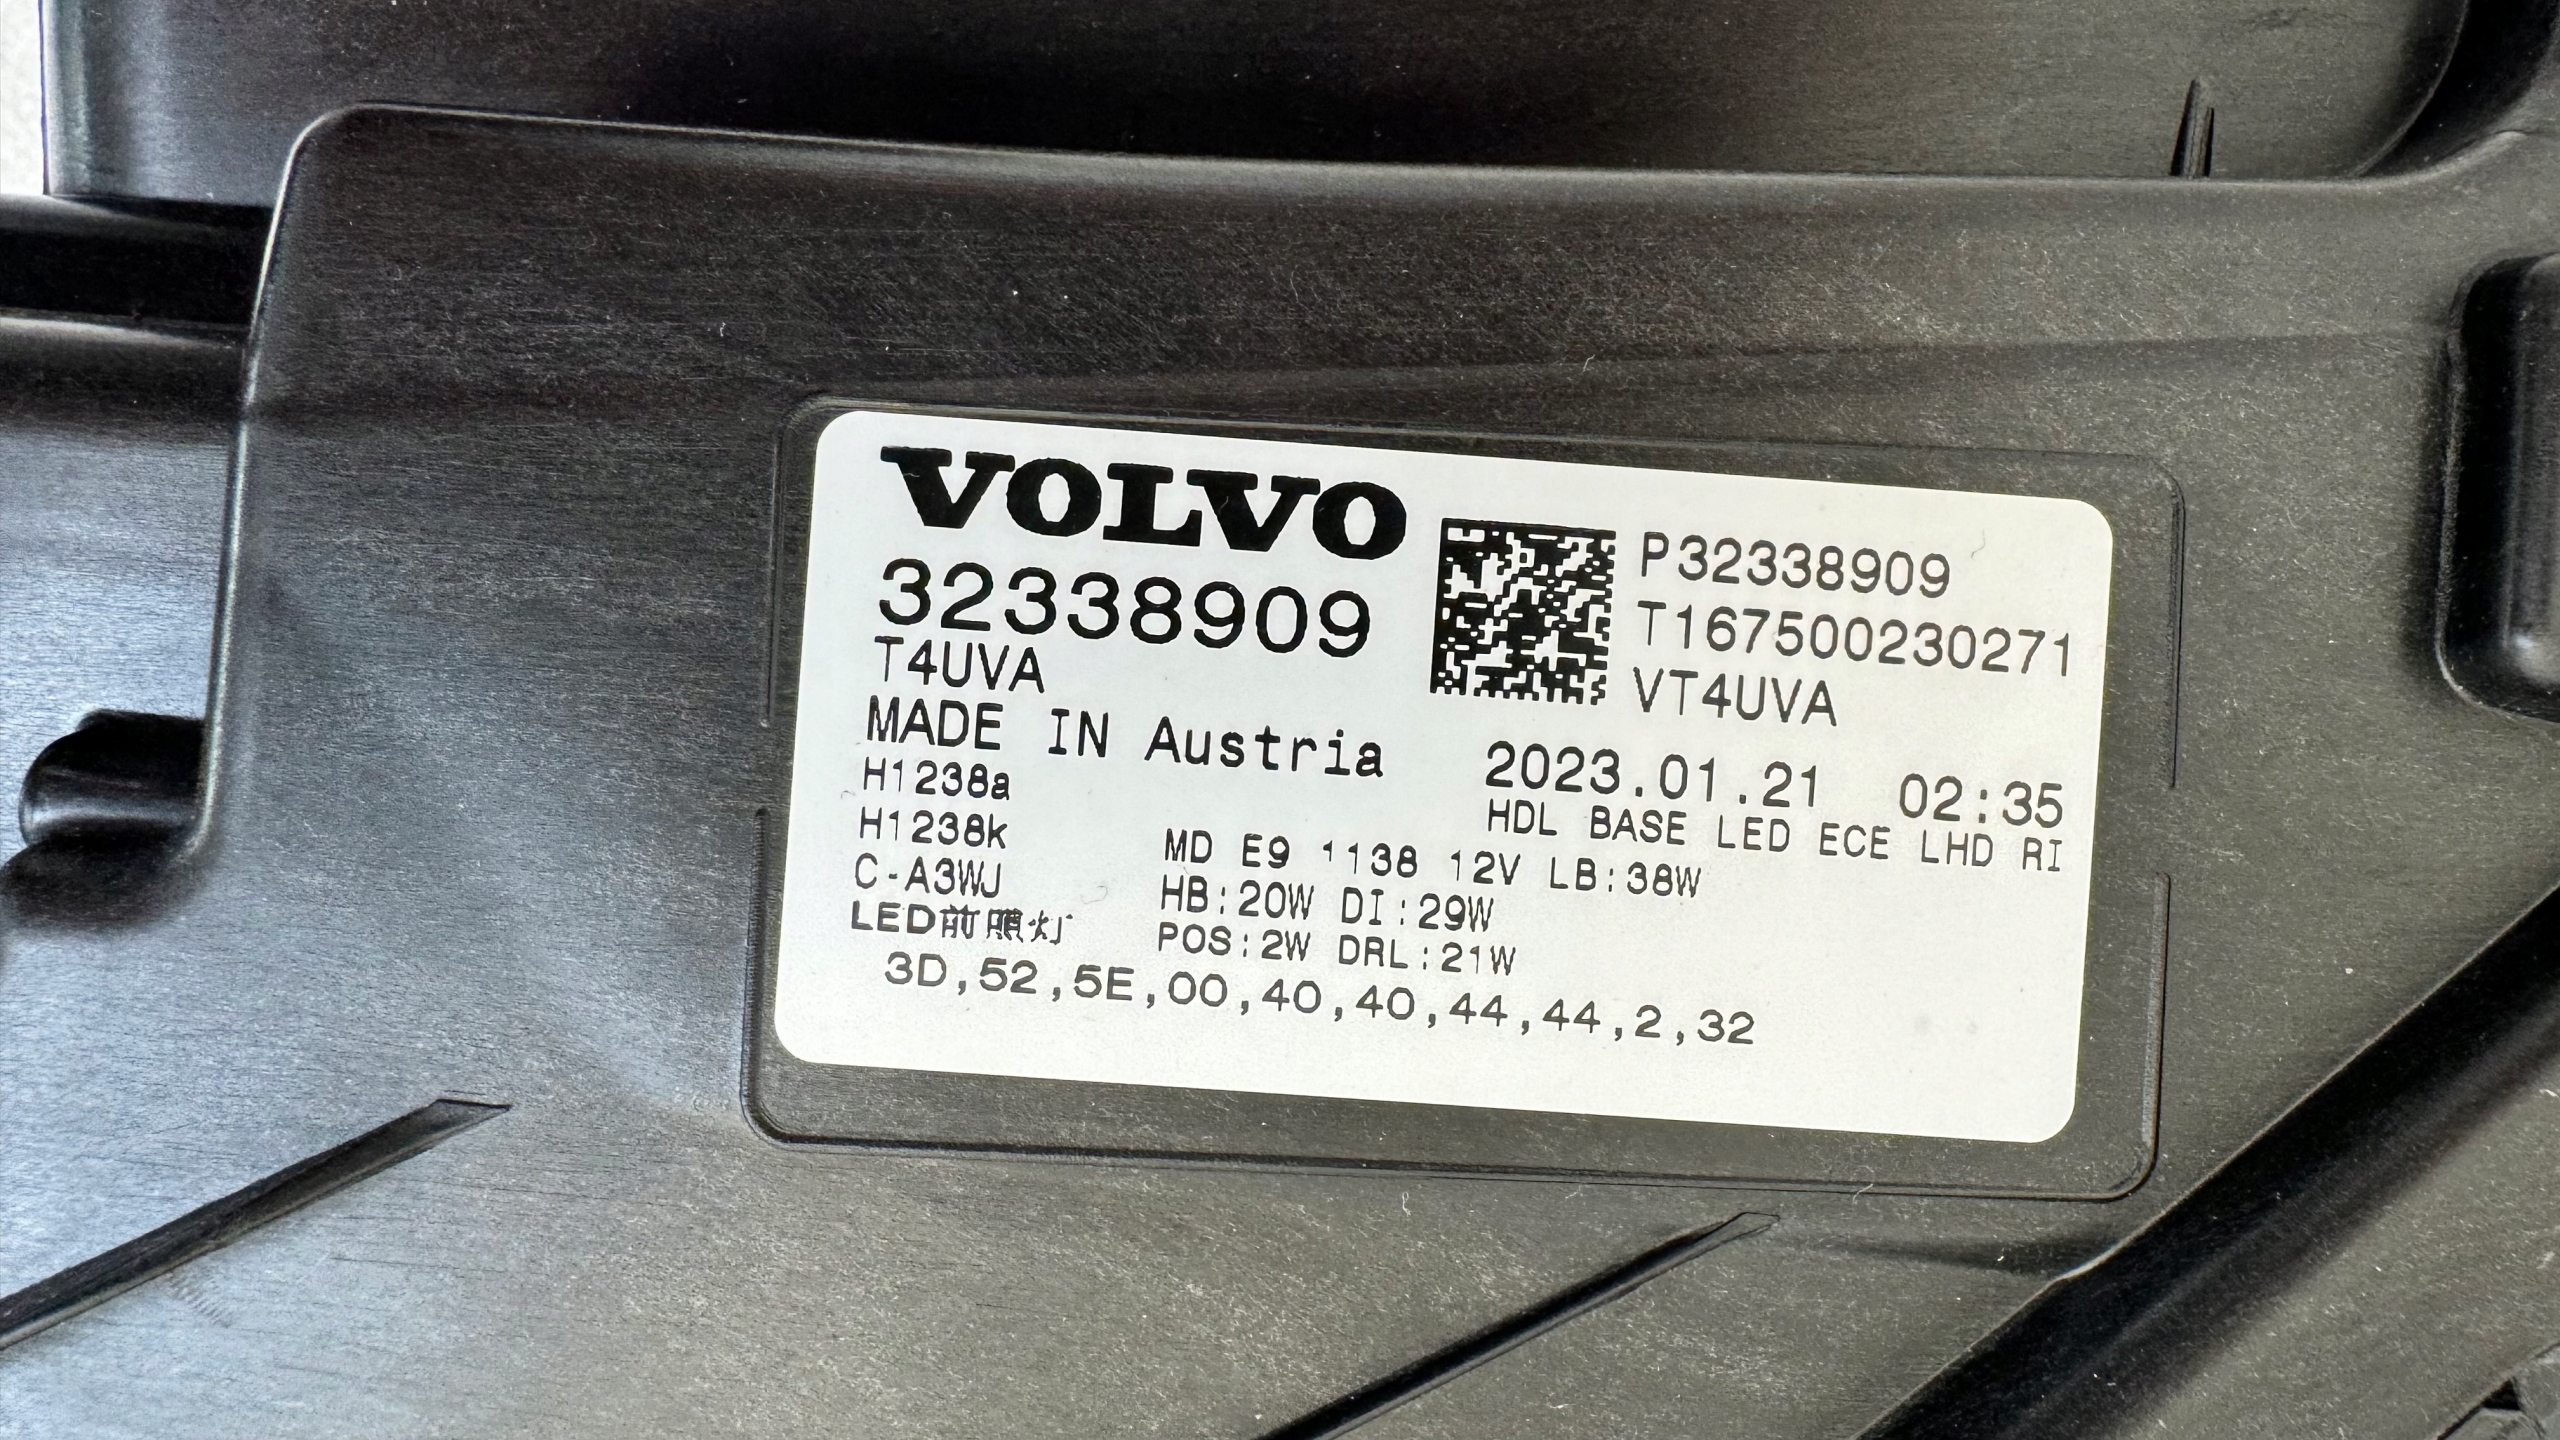 VOLVO
32338909
T4UVA
MADE IN Austria
P32338909
T167500230271
VT4UVA
2023.01.21 02:35
HDL BASE LED ECE LHD RI
H1238a
H1238k
C-A3WJ
LED前照灯
MD E9 1138 12V LB:38W
HB:20W DI:29W
POS:2W DRL:21W
3D,52,5E,00,40,40,44,44,2,32